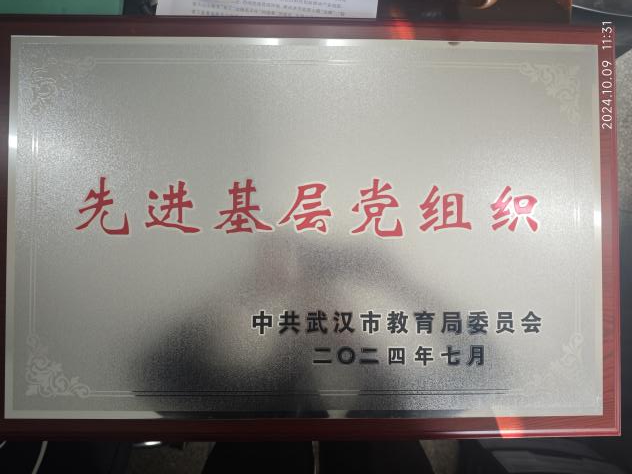 先进基层党组织
中共武汉市教育局委员会
二〇二四年七月
2024.10.09 11:31